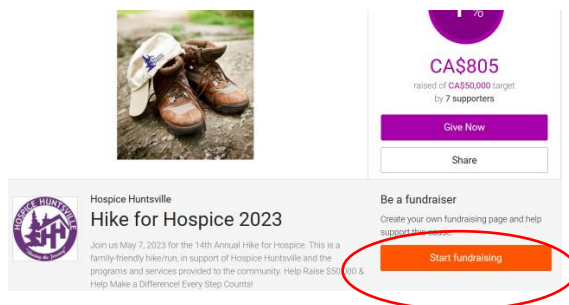 1%
CA$805
raised of CA$50,000 target
by 7 supporters
Give Now
Share
HOSPICE HUNTSVILLE
Hospice Huntsville
Hike for Hospice 2023
Join us May 7, 2023 for the 14th Annual Hike for Hospice. This is a
family-friendly hike/run, in support of Hospice Huntsville and the
programs and services provided to the community. Help Raise $50,000 &
Help Make a Difference! Every Step Counts!
Be a fundraiser
Create your own fundraising page and help
support this cause.
Start fundraising